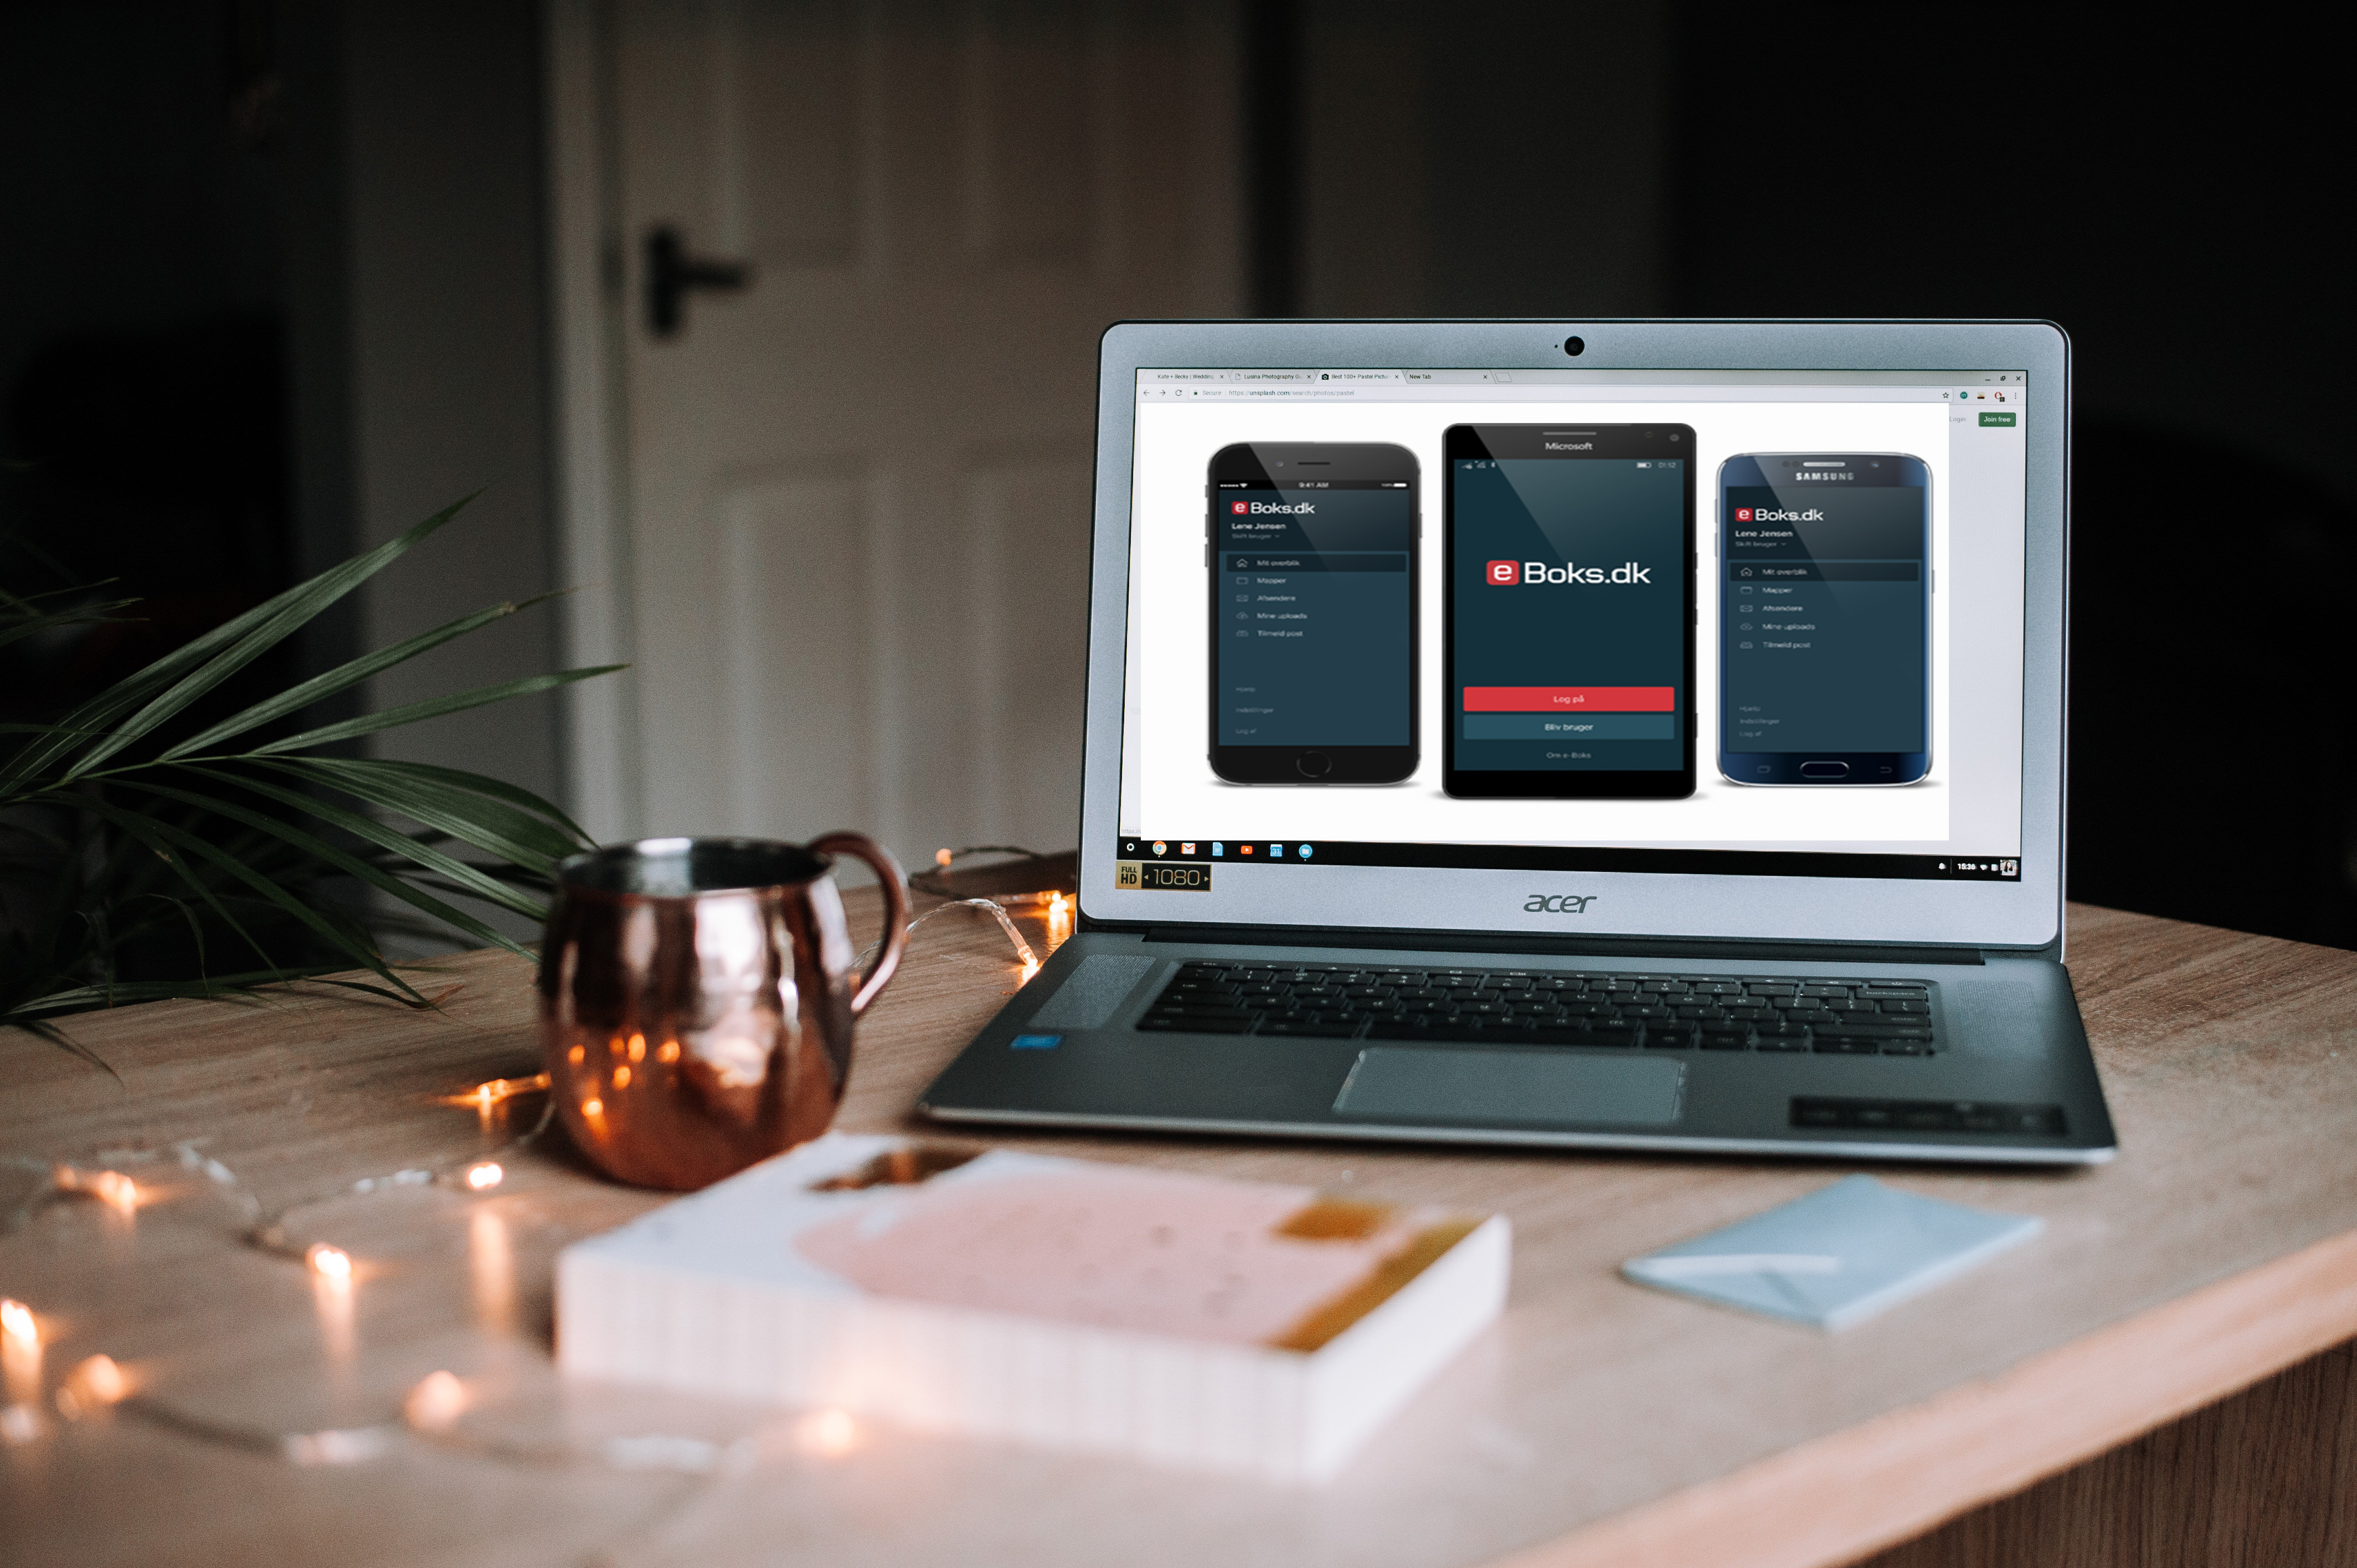 Kate + Becky | Wedding
Lusina Photography G
Best 100+ Pastel Pictu
New Tab
Secure
https://unsplash.com/search/photos/pastel
Login
Join free
9:41 AM
e Boks.dk
Lene Jensen
Skift bruger
Mit overblik
Mapper
Afsendere
Mine uploads
Tilmeld post
Hjælp
Indstillinger
Log af
Microsoft
01:12
e Boks.dk
Log på
Bliv bruger
Om e-Boks
SAMSUNG
e Boks.dk
Lene Jensen
Skift bruger
Mit overblik
Mapper
Afsendere
Mine uploads
Tilmeld post
Hjælp
Indstillinger
Log af
15:36
FULL HD 1080
acer